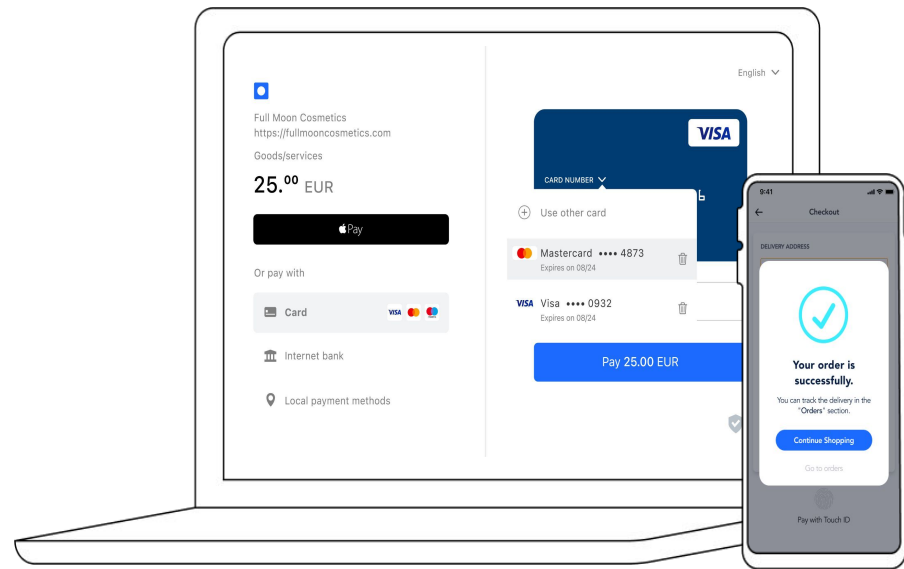 English
Full Moon Cosmetics
https://fullmooncosmetics.com
Goods/services
25.00 EUR
Pay
Or pay with
Card VISA
Internet bank
Local payment methods
VISA
CARD NUMBER
Use other card
Mastercard •••• 4873
Expires on 08/24
VISA Visa •••• 0932
Expires on 08/24
Pay 25.00 EUR
9:41
Checkout
DELIVERY ADDRESS
Your order is
successfully.
You can track the delivery in the
"Orders" section.
Continue Shopping
Go to orders
Pay with Touch ID